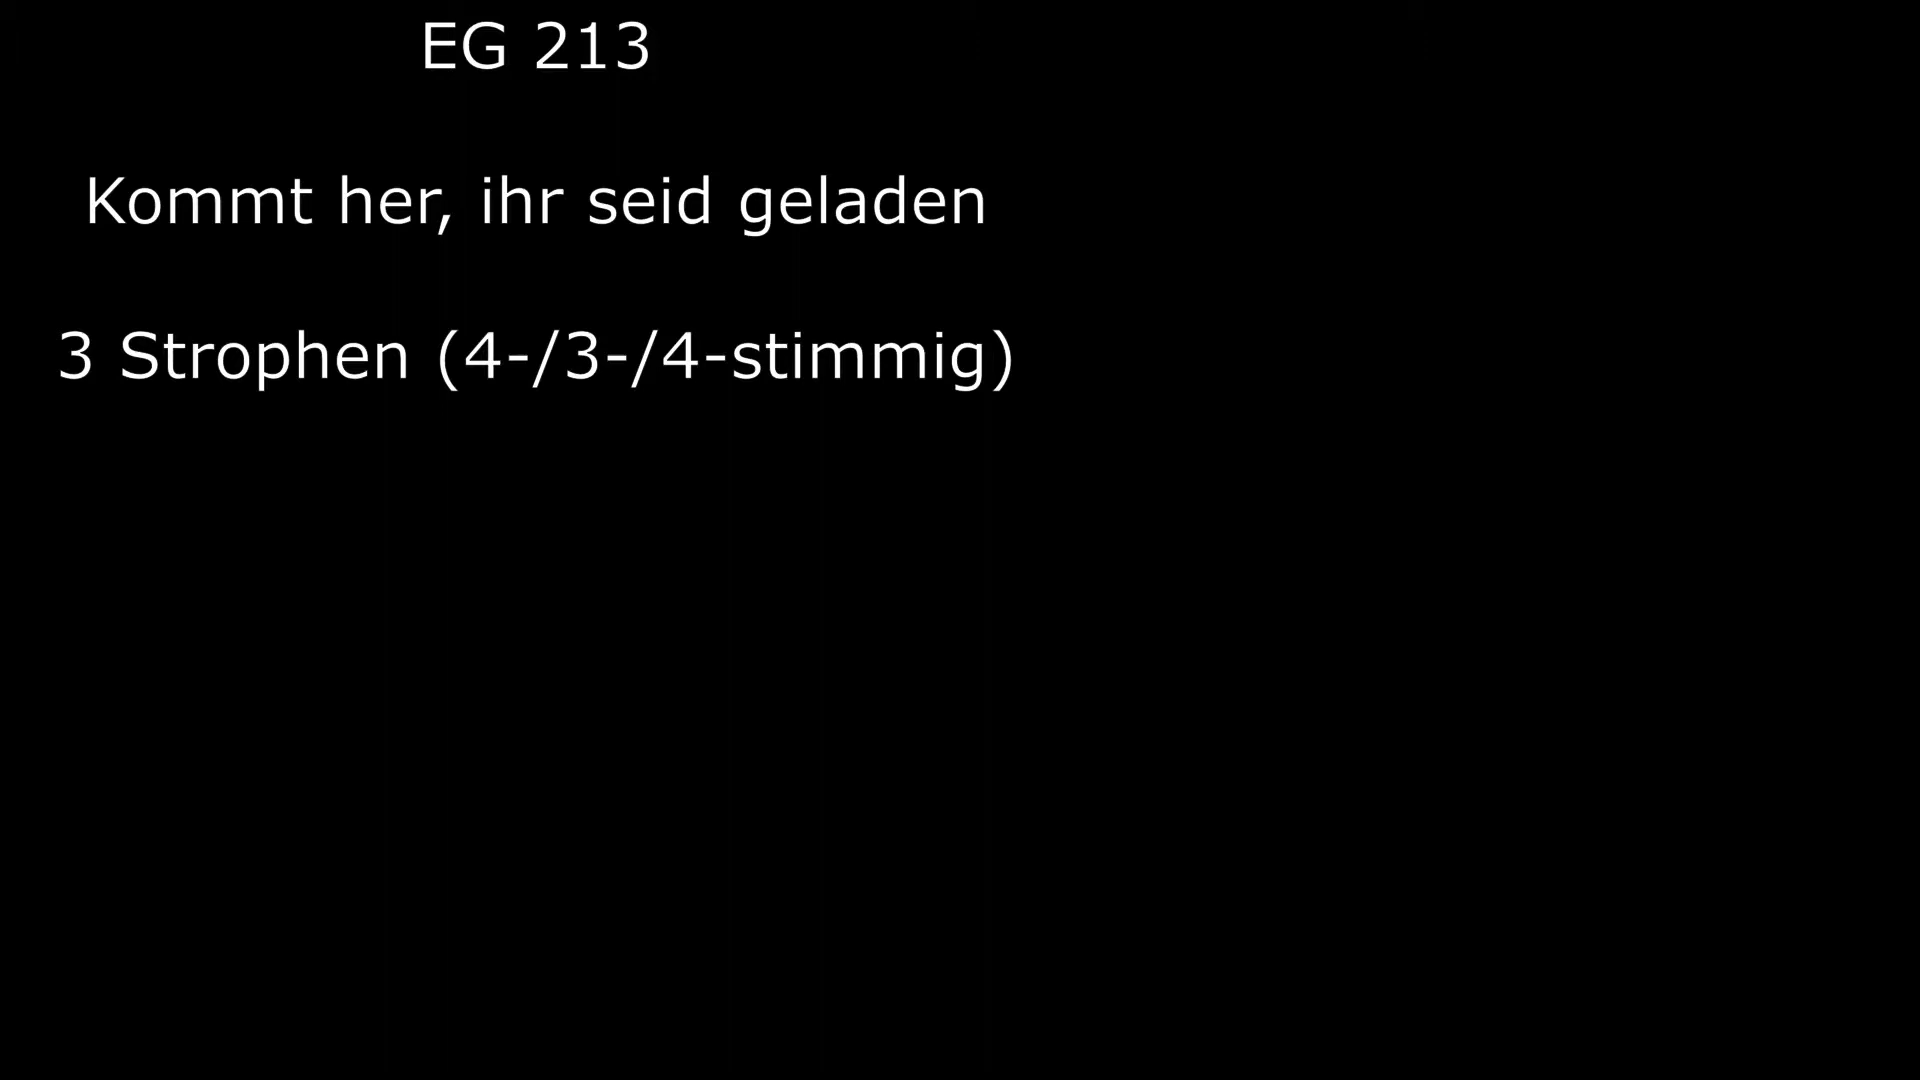 EG 213
Kommt her, ihr seid geladen
3 Strophen (4-/3-/4-stimmig)